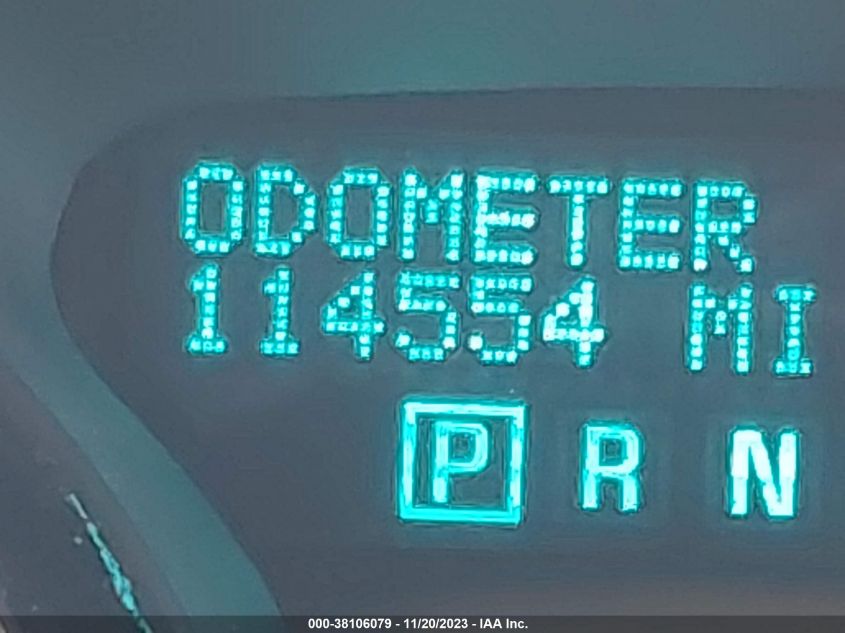 ODOMETER
114554 MI
P R N
000-38106079 - 11/20/2023 - IAA Inc.